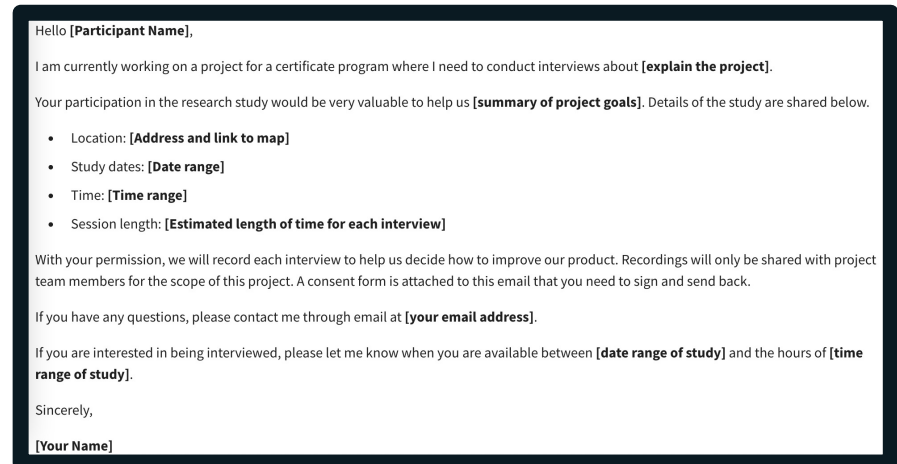 Hello [Participant Name],
I am currently working on a project for a certificate program where I need to conduct interviews about [explain the project].
Your participation in the research study would be very valuable to help us [summary of project goals]. Details of the study are shared below.
• Location: [Address and link to map]
• Study dates: [Date range]
• Time: [Time range]
• Session length: [Estimated length of time for each interview]
With your permission, we will record each interview to help us decide how to improve our product. Recordings will only be shared with project
team members for the scope of this project. A consent form is attached to this email that you need to sign and send back.
If you have any questions, please contact me through email at [your email address].
If you are interested in being interviewed, please let me know when you are available between [date range of study] and the hours of [time
range of study].
Sincerely,
[Your Name]